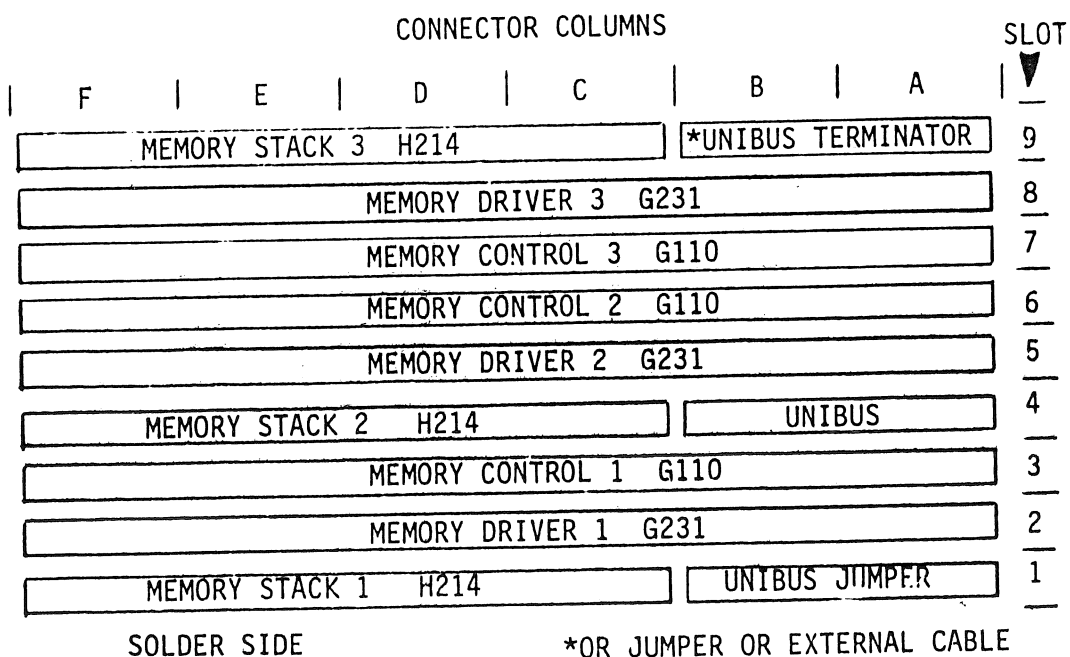 CONNECTOR COLUMNS
SLOT
F E D C B A
MEMORY STACK 3 H214 *UNIBUS TERMINATOR 9
MEMORY DRIVER 3 G231 8
MEMORY CONTROL 3 G110 7
MEMORY CONTROL 2 G110 6
MEMORY DRIVER 2 G231 5
MEMORY STACK 2 H214 UNIBUS 4
MEMORY CONTROL 1 G110 3
MEMORY DRIVER 1 G231 2
MEMORY STACK 1 H214 UNIBUS JUMPER 1
SOLDER SIDE *OR JUMPER OR EXTERNAL CABLE